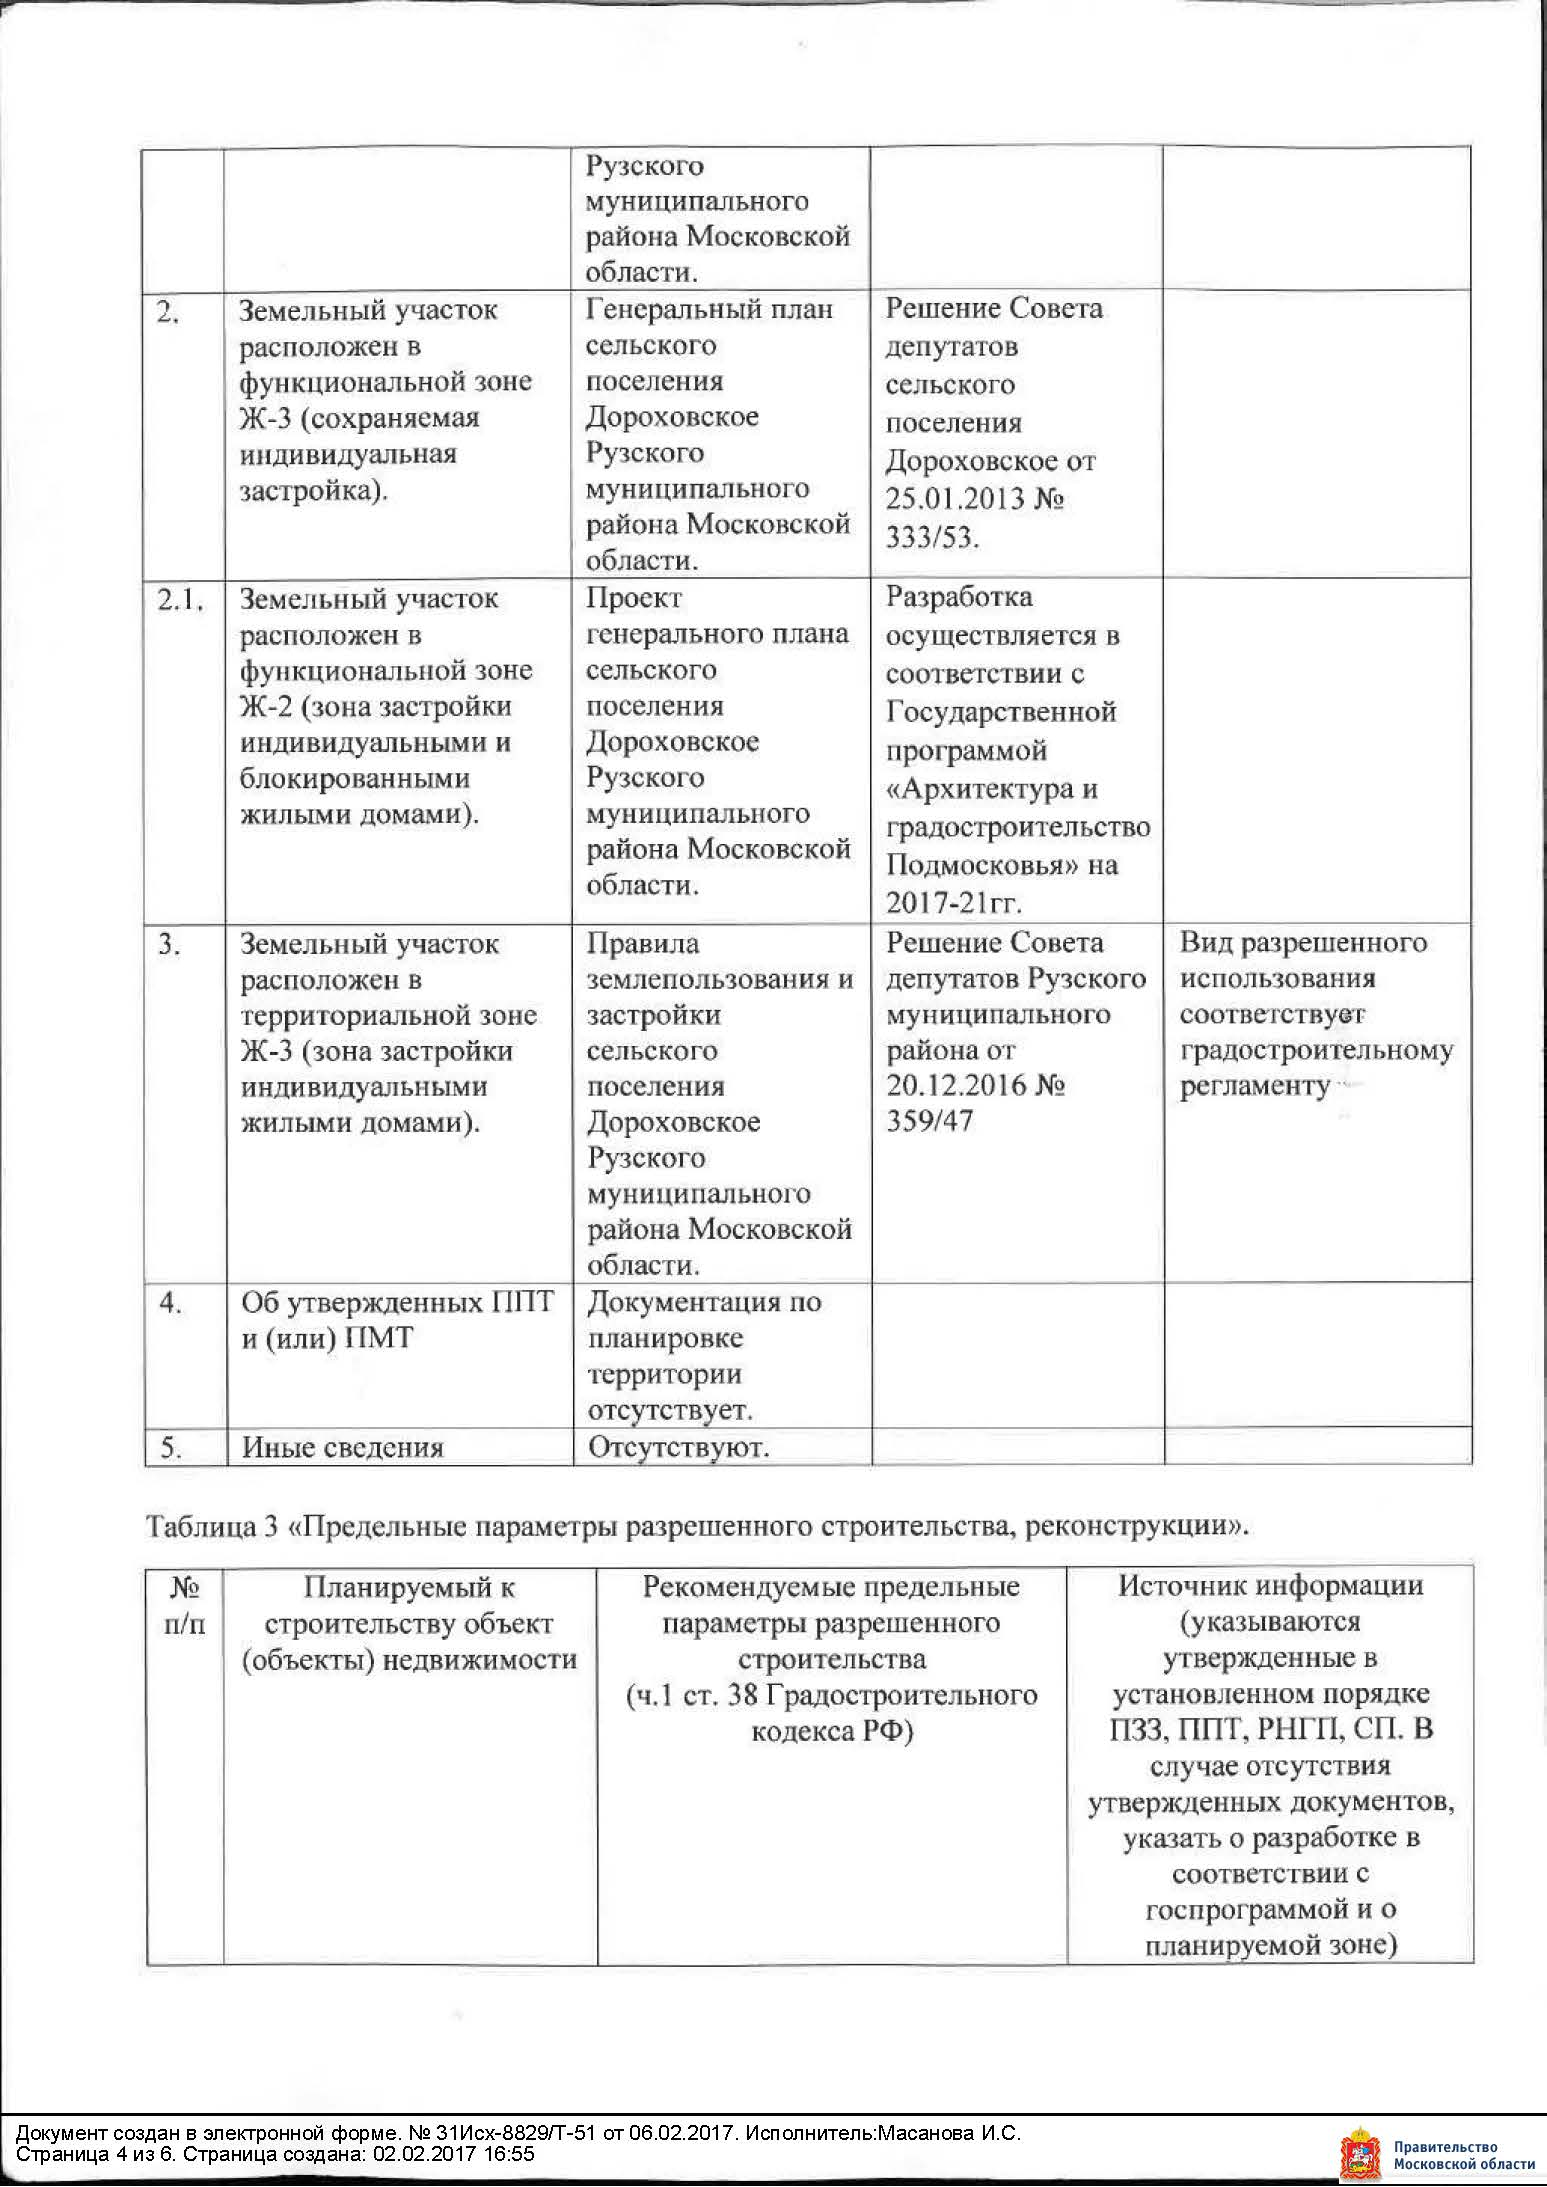 Рузского
муниципального
района Московской
области.
2.
Земельный участок
расположен в
функциональной зоне
Ж-3 (сохраняемая
индивидуальная
застройка).
Генеральный план
сельского
поселения
Дороховское
Рузского
муниципального
района Московской
области.
Решение Совета
депутатов
сельского
поселения
Дороховское от
25.01.2013 №
333/53.
2.1.
Земельный участок
расположен в
функциональной зоне
Ж-2 (зона застройки
индивидуальными и
блокированными
жилыми домами).
Проект
генерального плана
сельского
поселения
Дороховское
Рузского
муниципального
района Московской
области.
Разработка
осуществляется в
соответствии с
Государственной
программой
«Архитектура и
градостроительство
Подмосковья» на
2017-21гг.
3.
Земельный участок
расположен в
территориальной зоне
Ж-3 (зона застройки
индивидуальными
жилыми домами).
Правила
землепользования и
застройки
сельского
поселения
Дороховское
Рузского
муниципального
района Московской
области.
Решение Совета
депутатов Рузского
муниципального
района от
20.12.2016 №
359/47
Вид разрешенного
использования
соответствует
градостроительному
регламенту
4.
Об утвержденных ППТ
и (или) ПМТ
Документация по
планировке
территории
отсутствует.
5.
Иные сведения
Отсутствуют.
Таблица 3 «Предельные параметры разрешенного строительства, реконструкции».
№
п/п
Планируемый к
строительству объект
(объекты) недвижимости
Рекомендуемые предельные
параметры разрешенного
строительства
(ч.1 ст. 38 Градостроительного
кодекса РФ)
Источник информации
(указываются
утвержденные в
установленном порядке
ПЗЗ, ППТ, РНГП, СП. В
случае отсутствия
утвержденных документов,
указать о разработке в
соответствии с
госпрограммой и о
планируемой зоне)
Документ создан в электронной форме. № 31Исх-8829/Т-51 от 06.02.2017. Исполнитель:Масанова И.С.
Страница 4 из 6. Страница создана: 02.02.2017 16:55
Правительство
Московской области